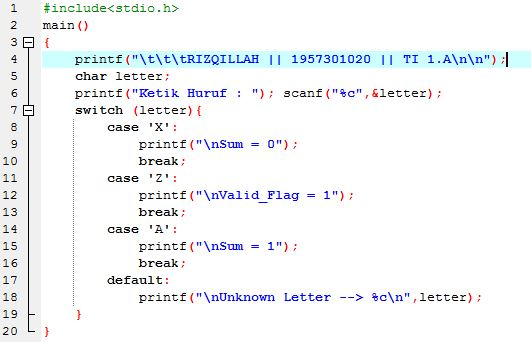 1 #include<stdio.h>
2 main()
3 {
4 printf("\t\t\tRIZQILLAH || 1957301020 || TI 1.A\n\n");
5 char letter;
6 printf("Ketik Huruf : "); scanf("%c",&letter);
7 switch (letter){
8 case 'X':
9 printf("\nSum = 0");
10 break;
11 case 'Z':
12 printf("\nValid_Flag = 1");
13 break;
14 case 'A':
15 printf("\nSum = 1");
16 break;
17 default:
18 printf("\nUnknown Letter --> %c\n",letter);
19 }
20 }